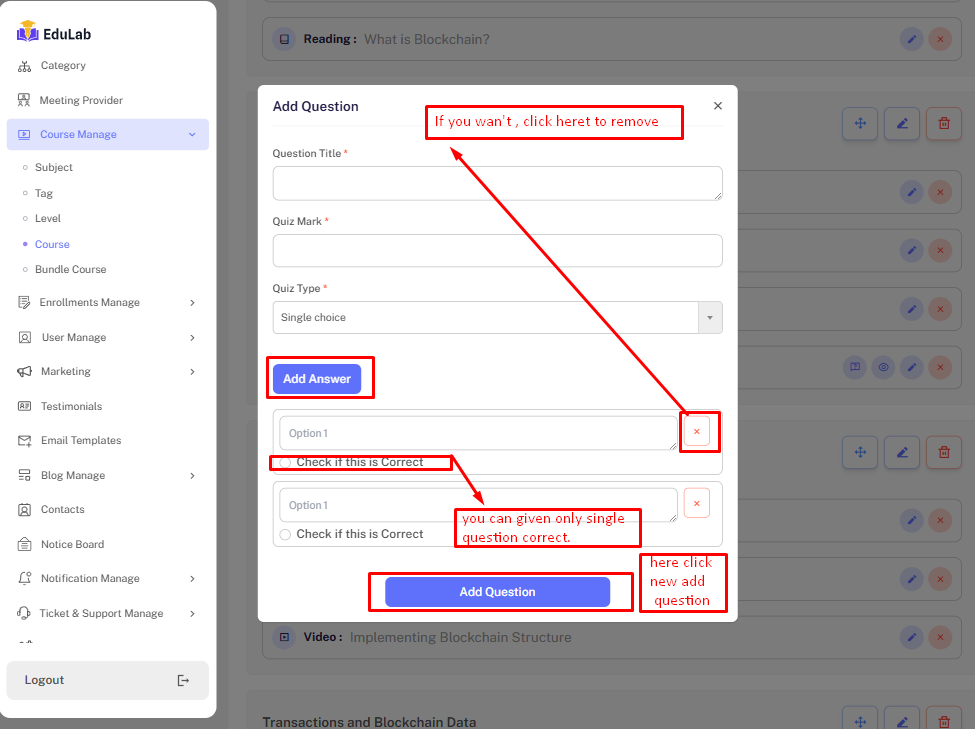 EduLab
Category
Meeting Provider
Course Manage
Subject
Tag
Level
Course
Bundle Course
Enrollments Manage
User Manage
Marketing
Testimonials
Email Templates
Blog Manage
Contacts
Notice Board
Notification Manage
Ticket & Support Manage
Logout
Reading : What is Blockchain?
Add Question
If you wan't , click heret to remove
Question Title *
Quiz Mark *
Quiz Type *
Single choice
Add Answer
Option 1
Check if this is Correct
Option 1
you can given only single
question correct.
Check if this is Correct
here click
new add
question
Add Question
Video : Implementing Blockchain Structure
Transactions and Blockchain Data